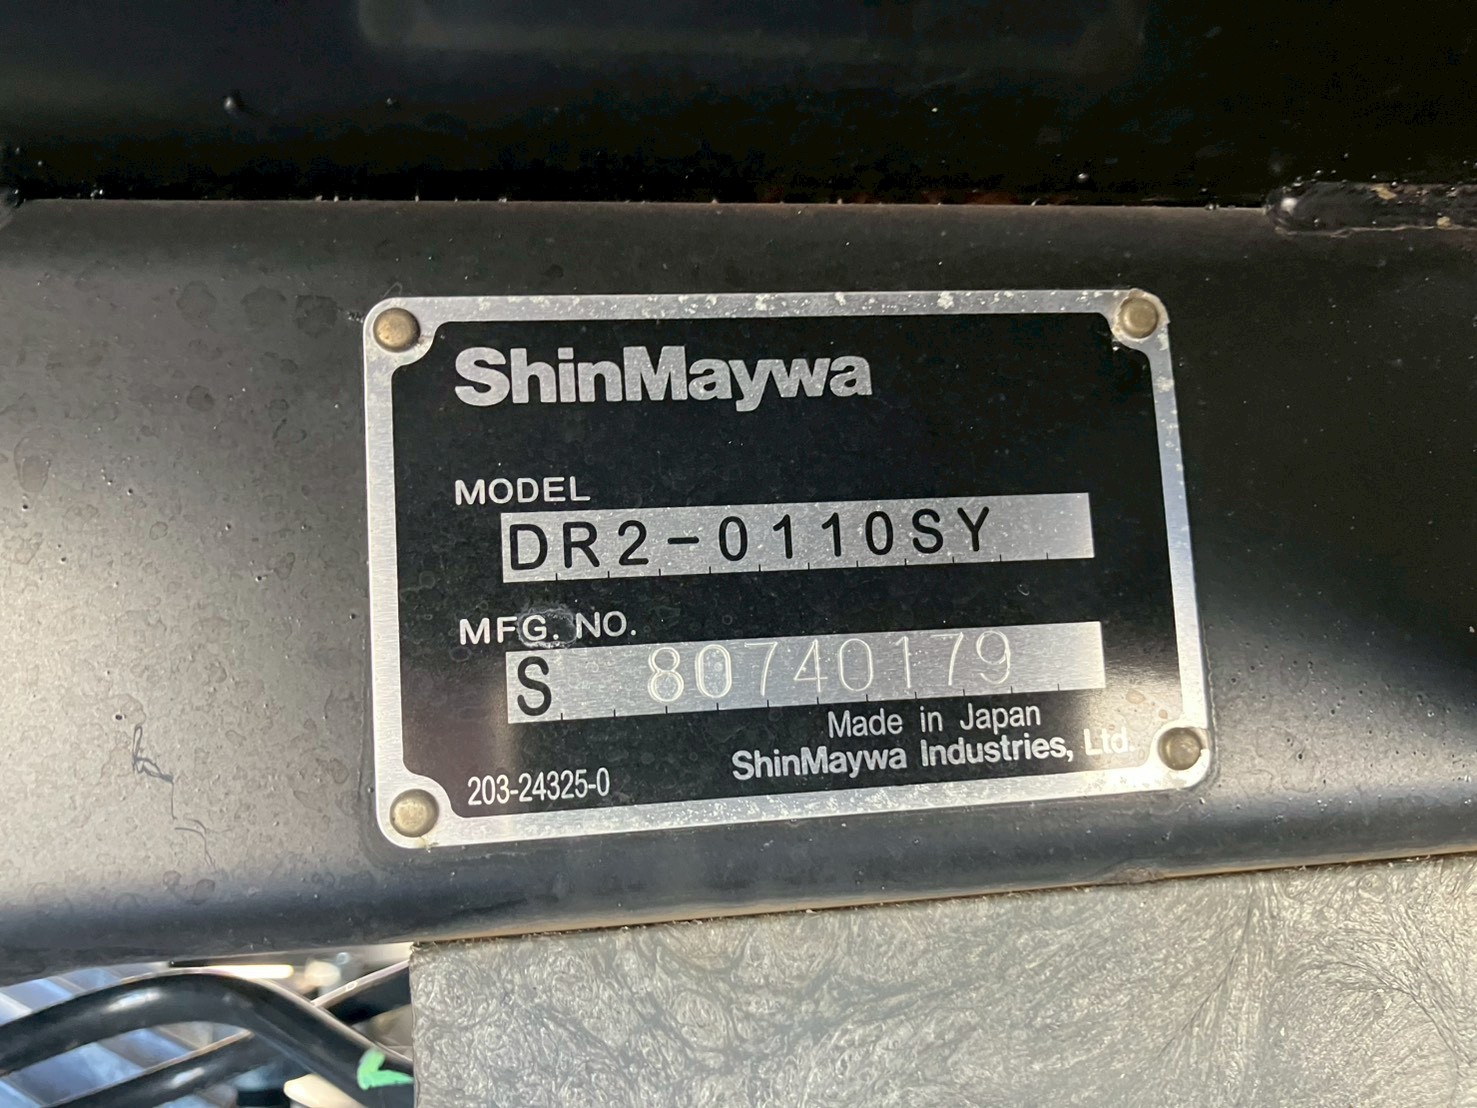 ShinMaywa
MODEL
DR2-0110SY
MFG. NO.
S 80740179
Made in Japan
ShinMaywa Industries, Ltd.
203-24325-0